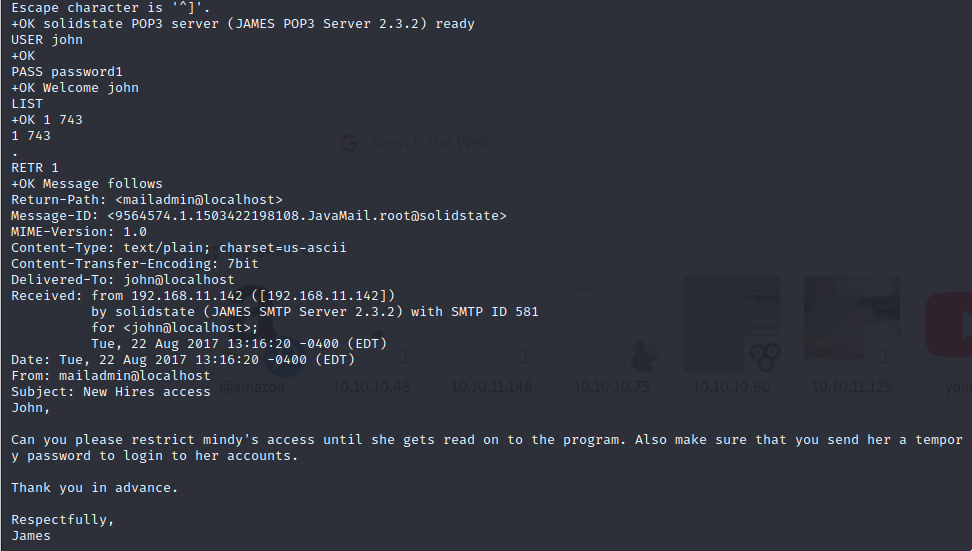 Escape character is '^]'.
+OK solidstate POP3 server (JAMES POP3 Server 2.3.2) ready
USER john
+OK
PASS password1
+OK Welcome john
LIST
+OK 1 743
1 743
.
Search the Web
RETR 1
+OK Message follows
Return-Path: <mailadmin@localhost>
Message-ID: <9564574.1.1503422198108.JavaMail.root@solidstate>
MIME-Version: 1.0
Content-Type: text/plain; charset=us-ascii
Content-Transfer-Encoding: 7bit
Delivered-To: john@localhost
Received: from 192.168.11.142 ([192.168.11.142])
          by solidstate (JAMES SMTP Server 2.3.2) with SMTP ID 581
          for <john@localhost>;
          Tue, 22 Aug 2017 13:16:20 -0400 (EDT)
Date: Tue, 22 Aug 2017 13:16:20 -0400 (EDT)
From: mailadmin@localhost
@amazon 10.10.10.43 10.10.11.148 10.10.10.75 10.10.10.60 10.10.11.125
Subject: New Hires access
John,
Can you please restrict mindy's access until she gets read on to the program. Also make sure that you send her a tempor
y password to login to her accounts.
Thank you in advance.
Respectfully,
James